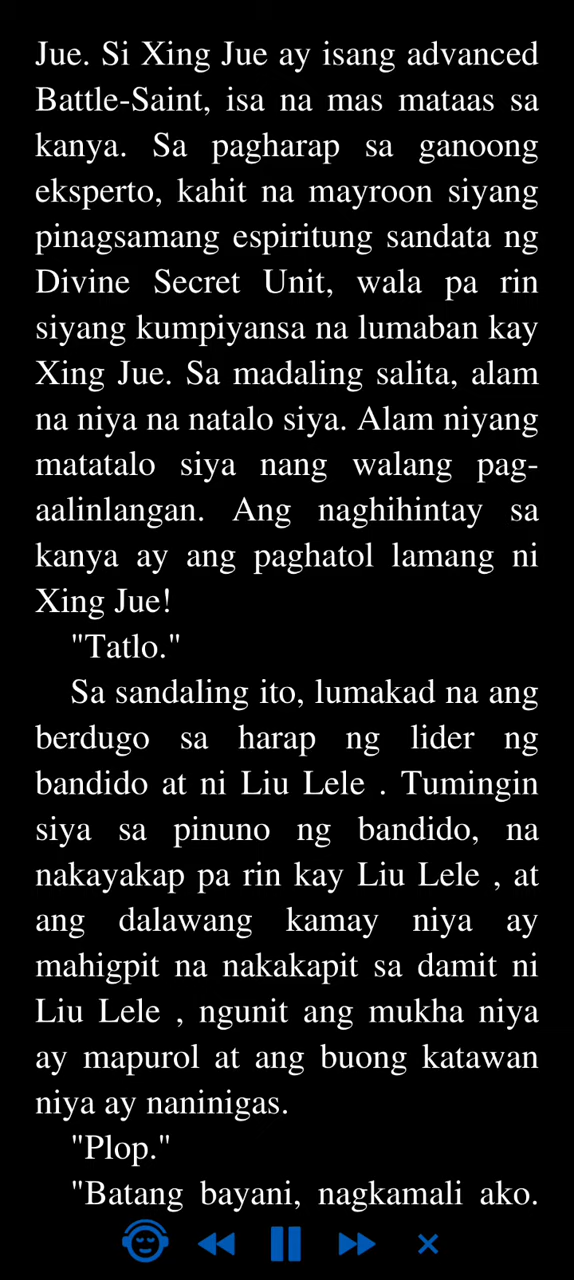 Jue. Si Xing Jue ay isang advanced
Battle-Saint, isa na mas mataas sa
kanya. Sa pagharap sa ganoong
eksperto, kahit na mayroon siyang
pinagsamang espiritung sandata ng
Divine Secret Unit, wala pa rin
siyang kumpiyansa na lumaban kay
Xing Jue. Sa madaling salita, alam
na niya na natalo siya. Alam niyang
matatalo siya nang walang pag-
aalinlangan. Ang naghihintay sa
kanya ay ang paghatol lamang ni
Xing Jue!
"Tatlo."
Sa sandaling ito, lumakad na ang
berdugo sa harap ng lider ng
bandido at ni Liu Lele . Tumingin
siya sa pinuno ng bandido, na
nakayakap pa rin kay Liu Lele , at
ang dalawang kamay niya ay
mahigpit na nakakapit sa damit ni
Liu Lele , ngunit ang mukha niya
ay mapurol at ang buong katawan
niya ay naninigas.
"Plop."
"Batang bayani, nagkamali ako.